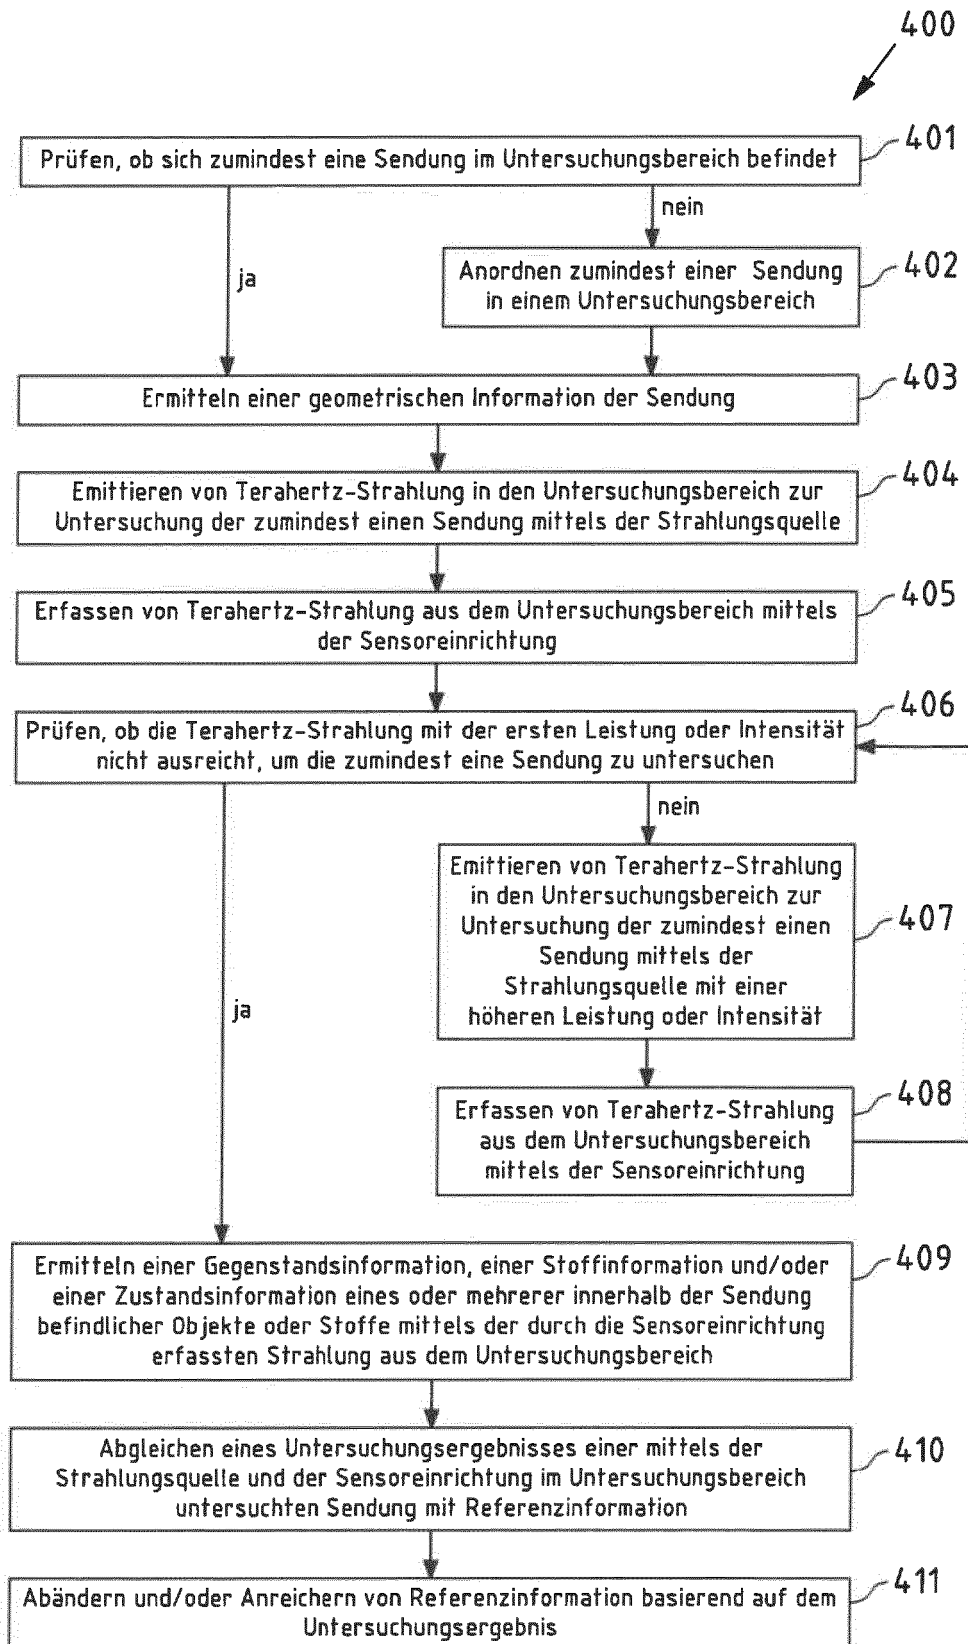 400
401
Prüfen, ob sich zumindest eine Sendung im Untersuchungsbereich befindet
nein
ja
402
Anordnen zumindest einer Sendung
in einem Untersuchungsbereich
403
Ermitteln einer geometrischen Information der Sendung
404
Emittieren von Terahertz-Strahlung in den Untersuchungsbereich zur
Untersuchung der zumindest einen Sendung mittels der Strahlungsquelle
405
Erfassen von Terahertz-Strahlung aus dem Untersuchungsbereich mittels
der Sensoreinrichtung
406
Prüfen, ob die Terahertz-Strahlung mit der ersten Leistung oder Intensität
nicht ausreicht, um die zumindest eine Sendung zu untersuchen
nein
ja
407
Emittieren von Terahertz-Strahlung
in den Untersuchungsbereich zur
Untersuchung der zumindest einen
Sendung mittels der
Strahlungsquelle mit einer
höheren Leistung oder Intensität
408
Erfassen von Terahertz-Strahlung
aus dem Untersuchungsbereich
mittels der Sensoreinrichtung
409
Ermitteln einer Gegenstandsinformation, einer Stoffinformation und/oder
einer Zustandsinformation eines oder mehrerer innerhalb der Sendung
befindlicher Objekte oder Stoffe mittels der durch die Sensoreinrichtung
erfassten Strahlung aus dem Untersuchungsbereich
410
Abgleichen eines Untersuchungsergebnisses einer mittels der
Strahlungsquelle und der Sensoreinrichtung im Untersuchungsbereich
untersuchten Sendung mit Referenzinformation
411
Abändern und/oder Anreichern von Referenzinformation basierend auf dem
Untersuchungsergebnis